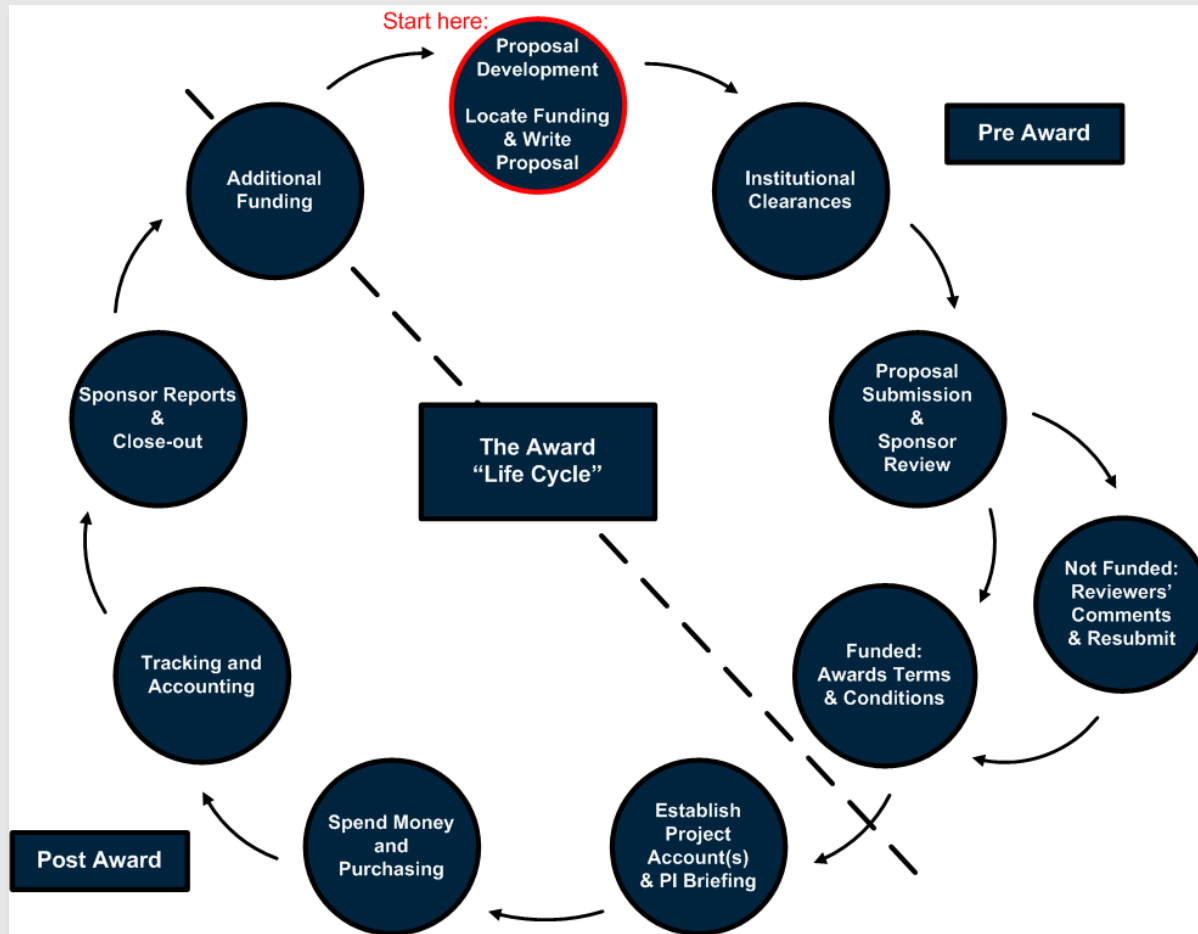 Start here:
Proposal
Development
Locate Funding
& Write
Proposal
Institutional
Clearances
Pre Award
Proposal
Submission
&
Sponsor
Review
Not Funded:
Reviewers’
Comments
& Resubmit
Funded:
Awards Terms
& Conditions
Establish
Project
Account(s)
& PI Briefing
Spend Money
and
Purchasing
Post Award
Tracking and
Accounting
Sponsor Reports
&
Close-out
Additional
Funding
The Award
“Life Cycle”